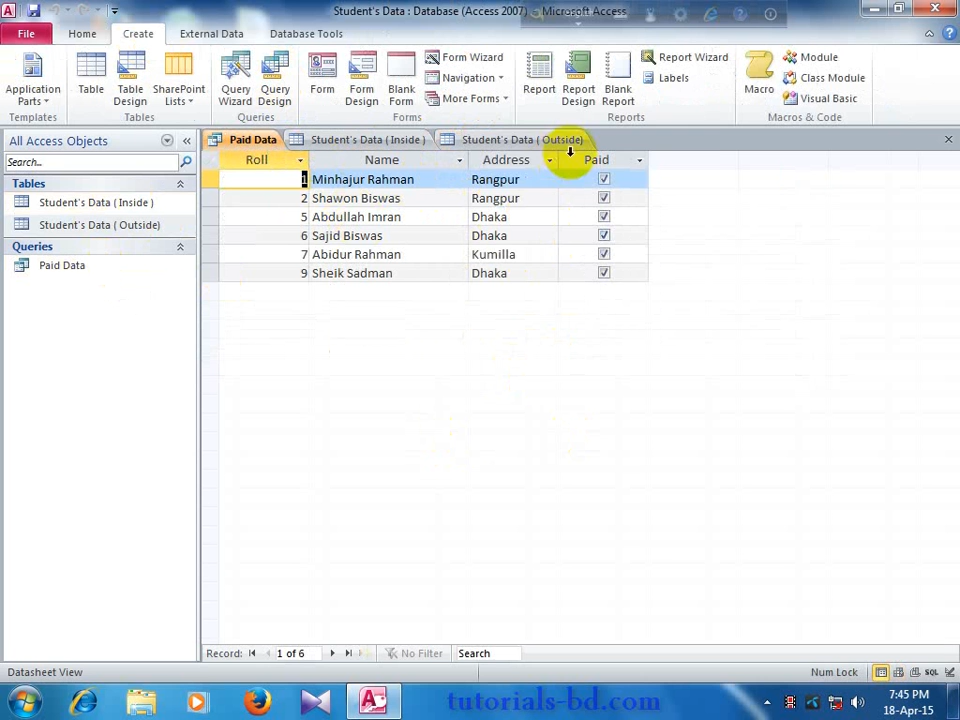 Student's Data : Database (Access 2007) - Microsoft Access
File
Home
Create
External Data
Database Tools
Application Parts
Table
Table Design
SharePoint Lists
Query Wizard
Query Design
Form
Form Design
Blank Form
Form Wizard
Navigation
More Forms
Report
Report Design
Blank Report
Report Wizard
Labels
Macro
Module
Class Module
Visual Basic
Templates
Tables
Queries
Forms
Reports
Macros & Code
All Access Objects
Search...
Tables
Student's Data ( Inside )
Student's Data ( Outside)
Queries
Paid Data
Paid Data
Student's Data ( Inside )
Student's Data ( Outside)
Roll Name Address Paid
1 Minhajur Rahman Rangpur
2 Shawon Biswas Rangpur
5 Abdullah Imran Dhaka
6 Sajid Biswas Dhaka
7 Abidur Rahman Kumilla
9 Sheik Sadman Dhaka
Record: 1 of 6 No Filter Search
Datasheet View
Num Lock
SQL
tutorials-bd.com
7:45 PM
18-Apr-15